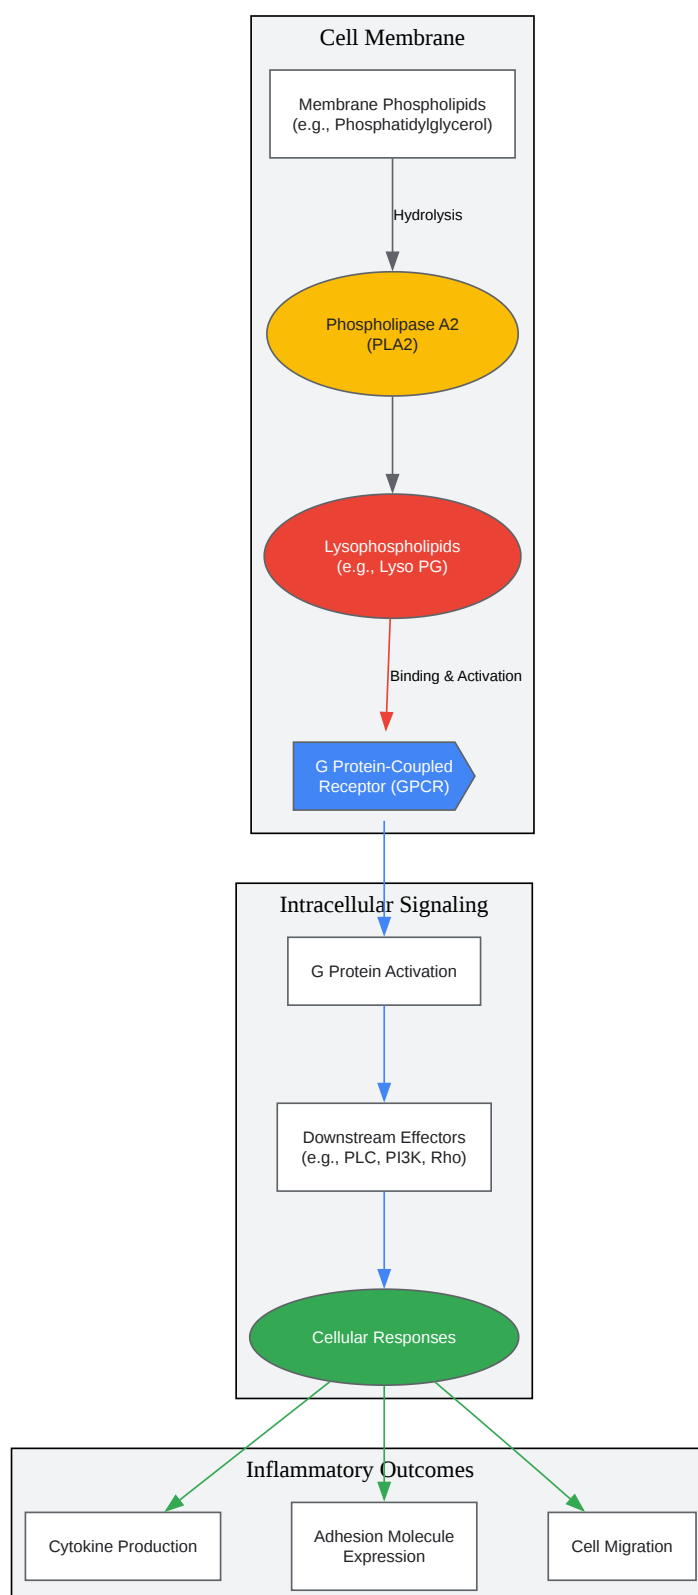 Cell Membrane
Membrane Phospholipids
(e.g., Phosphatidylglycerol)
Hydrolysis
Phospholipase A2
(PLA2)
Lysophospholipids
(e.g., Lyso PG)
Binding & Activation
G Protein-Coupled
Receptor (GPCR)
Intracellular Signaling
G Protein Activation
Downstream Effectors
(e.g., PLC, PI3K, Rho)
Cellular Responses
Inflammatory Outcomes
Cytokine Production
Adhesion Molecule
Expression
Cell Migration